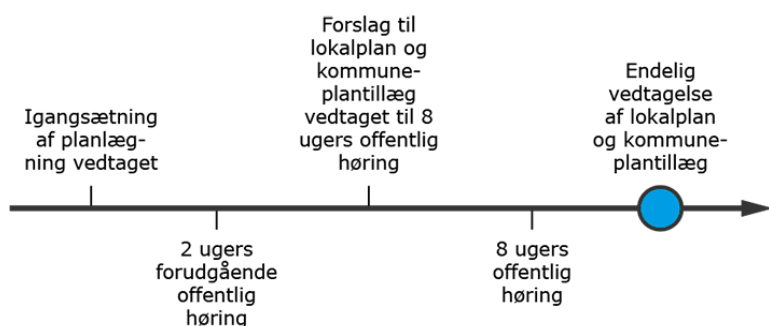 Igangsætning
af planlæg-
ning vedtaget
2 ugers
forudgående
offentlig
høring
Forslag til
lokalplan og
kommune-
plantillæg
vedtaget til 8
ugers offentlig
høring
8 ugers
offentlig
høring
Endelig
vedtagelse
af lokalplan
og kommune-
plantillæg